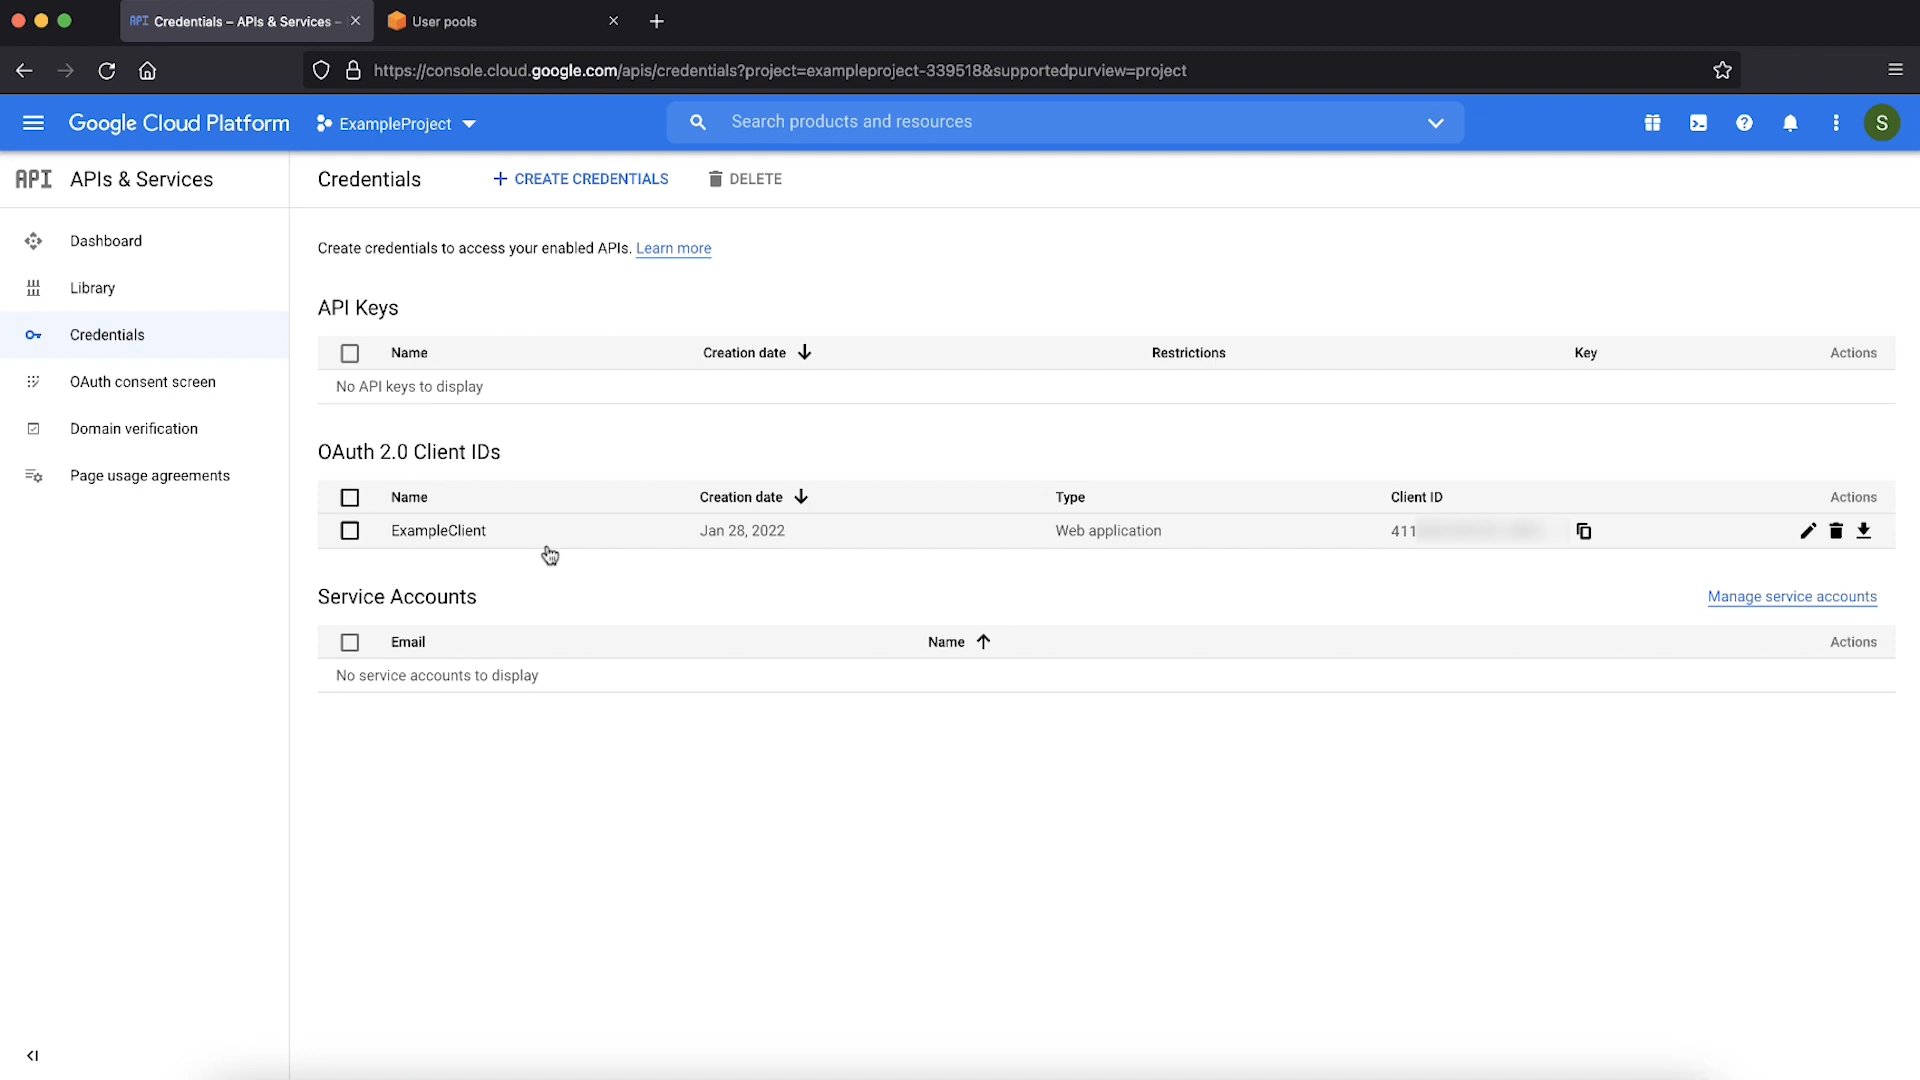 API Credentials – APIs & Services –
User pools
https://console.cloud.google.com/apis/credentials?project=exampleproject-339518&supportedpurview=project
Google Cloud Platform ExampleProject Search products and resources S
API APIs & Services
Credentials + CREATE CREDENTIALS DELETE
Dashboard
Library
Credentials
OAuth consent screen
Domain verification
Page usage agreements
Create credentials to access your enabled APIs. Learn more
API Keys
Name Creation date Restrictions Key Actions
No API keys to display
OAuth 2.0 Client IDs
Name Creation date Type Client ID Actions
ExampleClient Jan 28, 2022 Web application 411
Service Accounts Manage service accounts
Email Name Actions
No service accounts to display